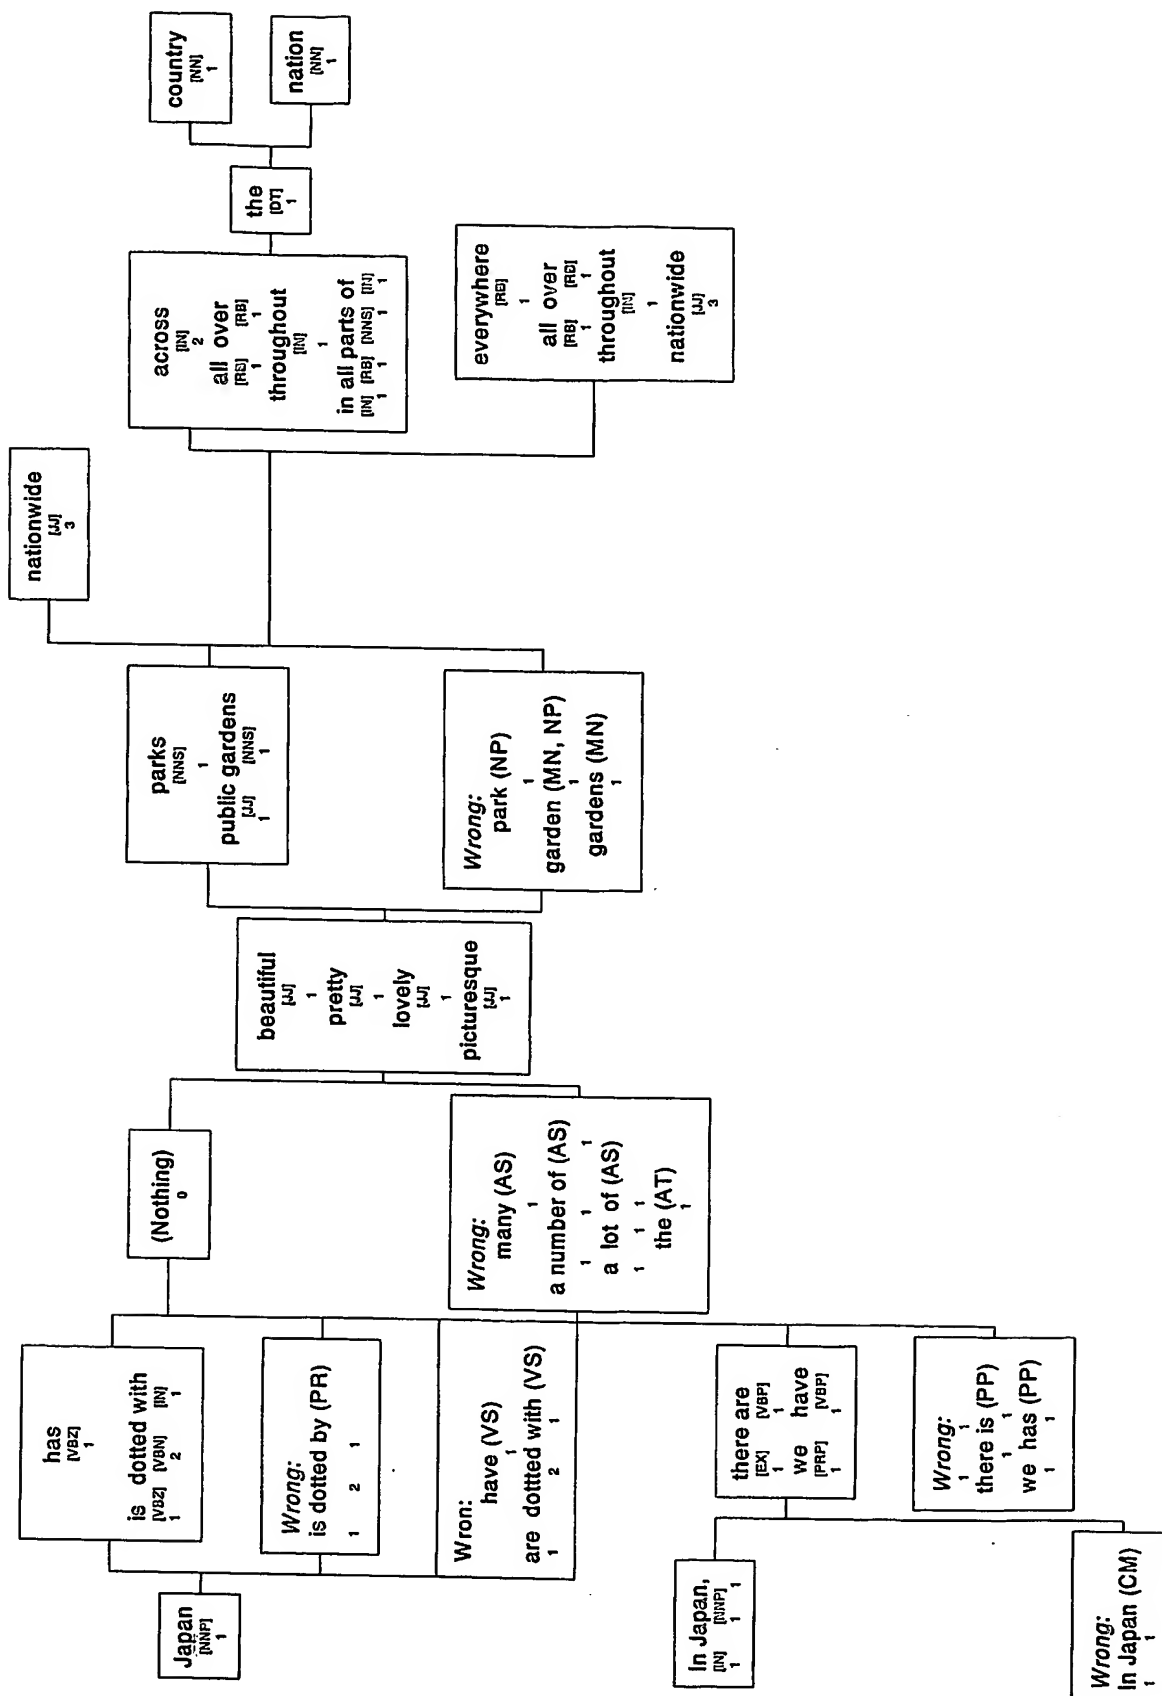 Japan
[NNP]
1
In Japan,
[IN] [NNP]
1 1 1
Wrong:
In Japan (CM)
1 1
has
[VBZ]
1
is dotted with
[VBZ] [VBN] [IN]
1 2 1
Wrong:
is dotted by (PR)
1 2 1
Wron:
have (VS)
1
are dottted with (VS)
1 2 1
there are
[EX] [VBP]
1 1
we have
[PRP] [VBP]
1 1
Wrong:
1 1
there is (PP)
1 1
we has (PP)
1 1
(Nothing)
0
Wrong:
many (AS)
1
a number of (AS)
1 1 1 1
a lot of (AS)
1 1 1
the (AT)
1
beautiful
[JJ]
1
pretty
[JJ]
1
lovely
[JJ]
1
picturesque
[JJ]
1
parks
[NNS]
1
public gardens
[JJ] [NNS]
1 1
Wrong:
park (NP)
1
garden (MN, NP)
1
gardens (MN)
1
nationwide
[JJ]
3
across
[IN]
2
all over
[RB] [RB]
1 1
throughout
[IN]
1
in all parts of
[IN] [RB] [NNS] [IN]
1 1 1 1
everywhere
[RB]
1
all over
[RB] [RB]
1 1
throughout
[IN]
1
nationwide
[JJ]
3
the
[DT]
1
country
[NN]
1
nation
[NN]
1